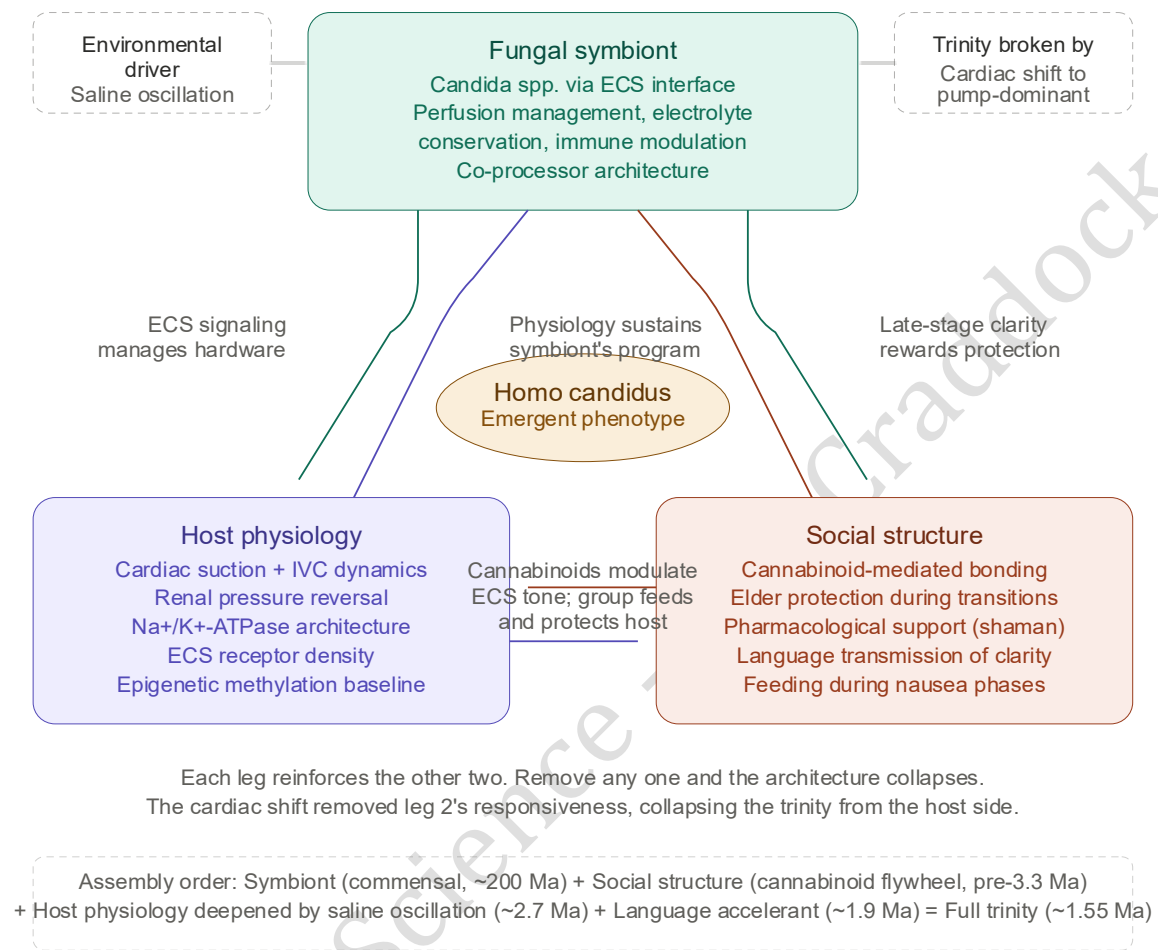 Environmental
driver
Saline oscillation
Fungal symbiont
Candida spp. via ECS interface
Perfusion management, electrolyte
conservation, immune modulation
Co-processor architecture
Trinity broken by
Cardiac shift to
pump-dominant
ECS signaling
manages hardware
Physiology sustains
symbiont's program
Late-stage clarity
rewards protection
Homo candidus
Emergent phenotype
Host physiology
Cardiac suction + IVC dynamics
Renal pressure reversal
Na+/K+-ATPase architecture
ECS receptor density
Epigenetic methylation baseline
Cannabinoids modulate
ECS tone; group feeds
and protects host
Social structure
Cannabinoid-mediated bonding
Elder protection during transitions
Pharmacological support (shaman)
Language transmission of clarity
Feeding during nausea phases
Each leg reinforces the other two. Remove any one and the architecture collapses.
The cardiac shift removed leg 2's responsiveness, collapsing the trinity from the host side.
Assembly order: Symbiont (commensal, ~200 Ma) + Social structure (cannabinoid flywheel, pre-3.3 Ma)
+ Host physiology deepened by saline oscillation (~2.7 Ma) + Language accelerant (~1.9 Ma) = Full trinity (~1.55 Ma)
Science - Craddock